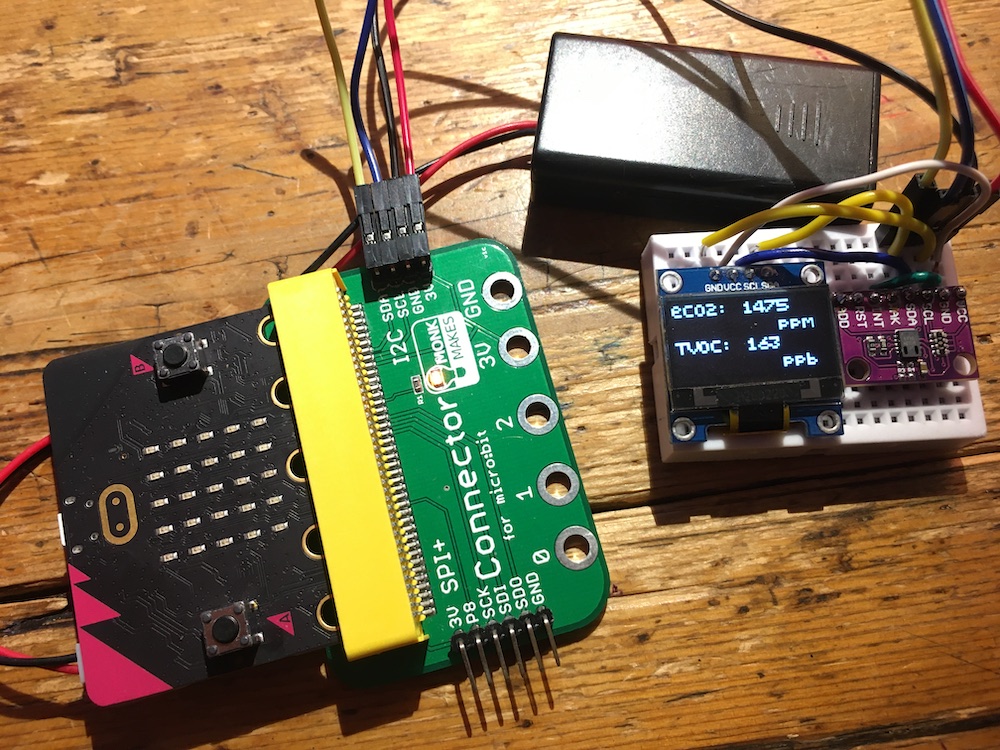 B
A
I2C
SDA
SCL
GND
3V
MONK
MAKES
GND
3V
2
1
0
Connector
for micro:bit
SPI+
3V
P8
SCK
SDI
SDO
GND
GND VCC SCL SDA
eCO2: 1475
ppm
TVOC: 163
ppb